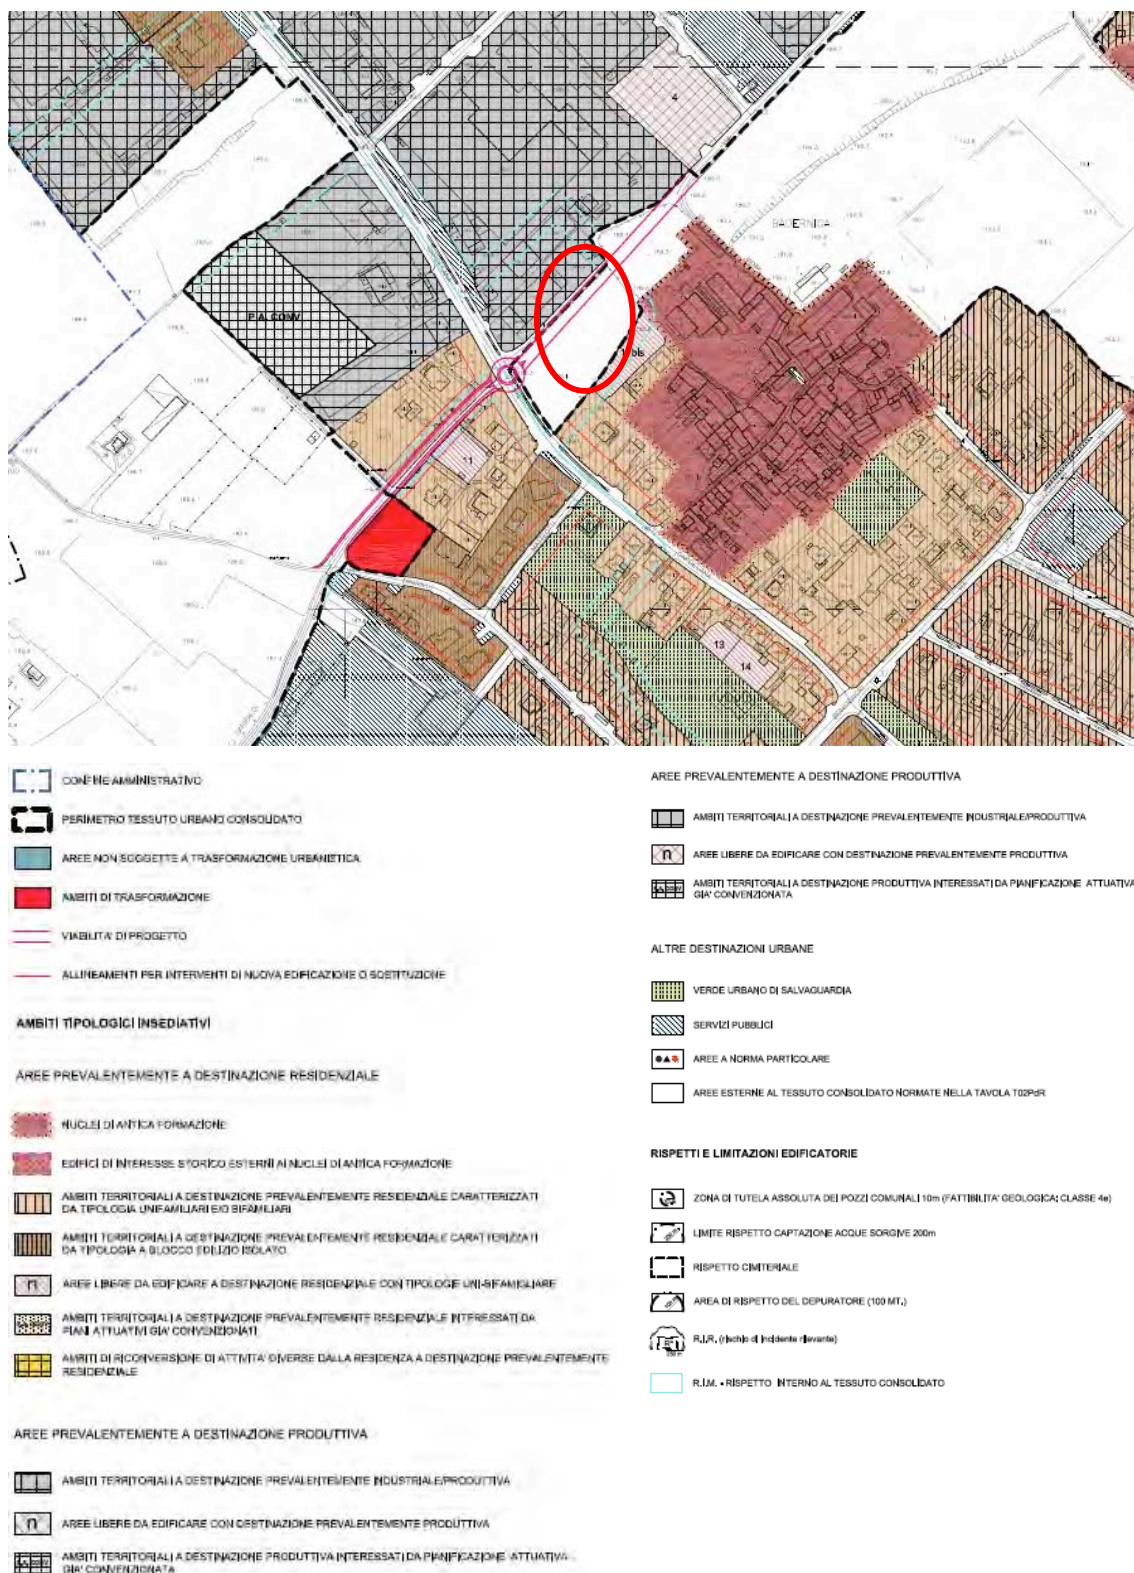 4
BADERNICA
P.A. CONV.
bis
11
13
14
CONFINE AMMINISTRATIVO
PERIMETRO TESSUTO URBANO CONSOLIDATO
AREE NON SOGGETTE A TRASFORMAZIONE URBANISTICA
AMBITI DI TRASFORMAZIONE
VIABILITA' DI PROGETTO
ALLINEAMENTI PER INTERVENTI DI NUOVA EDIFICAZIONE O SOSTITUZIONE
AMBITI TIPOLOGICI INSEDIATIVI
AREE PREVALENTEMENTE A DESTINAZIONE RESIDENZIALE
NUCLEI DI ANTICA FORMAZIONE
EDIFICI DI INTERESSE STORICO ESTERNI AI NUCLEI DI ANTICA FORMAZIONE
AMBITI TERRITORIALI A DESTINAZIONE PREVALENTEMENTE RESIDENZIALE CARATTERIZZATI
DA TIPOLOGIA UNIFAMILIARI E/O BIFAMILIARI
AMBITI TERRITORIALI A DESTINAZIONE PREVALENTEMENTE RESIDENZIALE CARATTERIZZATI
DA TIPOLOGIA A BLOCCO EDILIZIO ISOLATO
n AREE LIBERE DA EDIFICARE A DESTINAZIONE RESIDENZIALE CON TIPOLOGIE UNI-BIFAMIGLIARE
AMBITI TERRITORIALI A DESTINAZIONE PREVALENTEMENTE RESIDENZIALE INTERESSATI DA
PIANI ATTUATIVI GIA' CONVENZIONATI
AMBITI DI RICONVERSIONE DI ATTIVITA' DIVERSE DALLA RESIDENZA A DESTINAZIONE PREVALENTEMENTE
RESIDENZIALE
AREE PREVALENTEMENTE A DESTINAZIONE PRODUTTIVA
AMBITI TERRITORIALI A DESTINAZIONE PREVALENTEMENTE INDUSTRIALE/PRODUTTIVA
n AREE LIBERE DA EDIFICARE CON DESTINAZIONE PREVALENTEMENTE PRODUTTIVA
AMBITI TERRITORIALI A DESTINAZIONE PRODUTTIVA INTERESSATI DA PIANIFICAZIONE ATTUATIVA
GIA' CONVENZIONATA
AREE PREVALENTEMENTE A DESTINAZIONE PRODUTTIVA
AMBITI TERRITORIALI A DESTINAZIONE PREVALENTEMENTE INDUSTRIALE/PRODUTTIVA
n AREE LIBERE DA EDIFICARE CON DESTINAZIONE PREVALENTEMENTE PRODUTTIVA
AMBITI TERRITORIALI A DESTINAZIONE PRODUTTIVA INTERESSATI DA PIANIFICAZIONE ATTUATIVA
GIA' CONVENZIONATA
ALTRE DESTINAZIONI URBANE
VERDE URBANO DI SALVAGUARDIA
SERVIZI PUBBLICI
AREE A NORMA PARTICOLARE
AREE ESTERNE AL TESSUTO CONSOLIDATO NORMATE NELLA TAVOLA T02PdR
RISPETTI E LIMITAZIONI EDIFICATORIE
ZONA DI TUTELA ASSOLUTA DEI POZZI COMUNALI 10m (FATTIBILITA' GEOLOGICA: CLASSE 4e)
LIMITE RISPETTO CAPTAZIONE ACQUE SORGIVE 200m
RISPETTO CIMITERIALE
AREA DI RISPETTO DEL DEPURATORE (100 MT.)
R.I.R. (rischio di incidente rilevante)
R.I.M. - RISPETTO INTERNO AL TESSUTO CONSOLIDATO